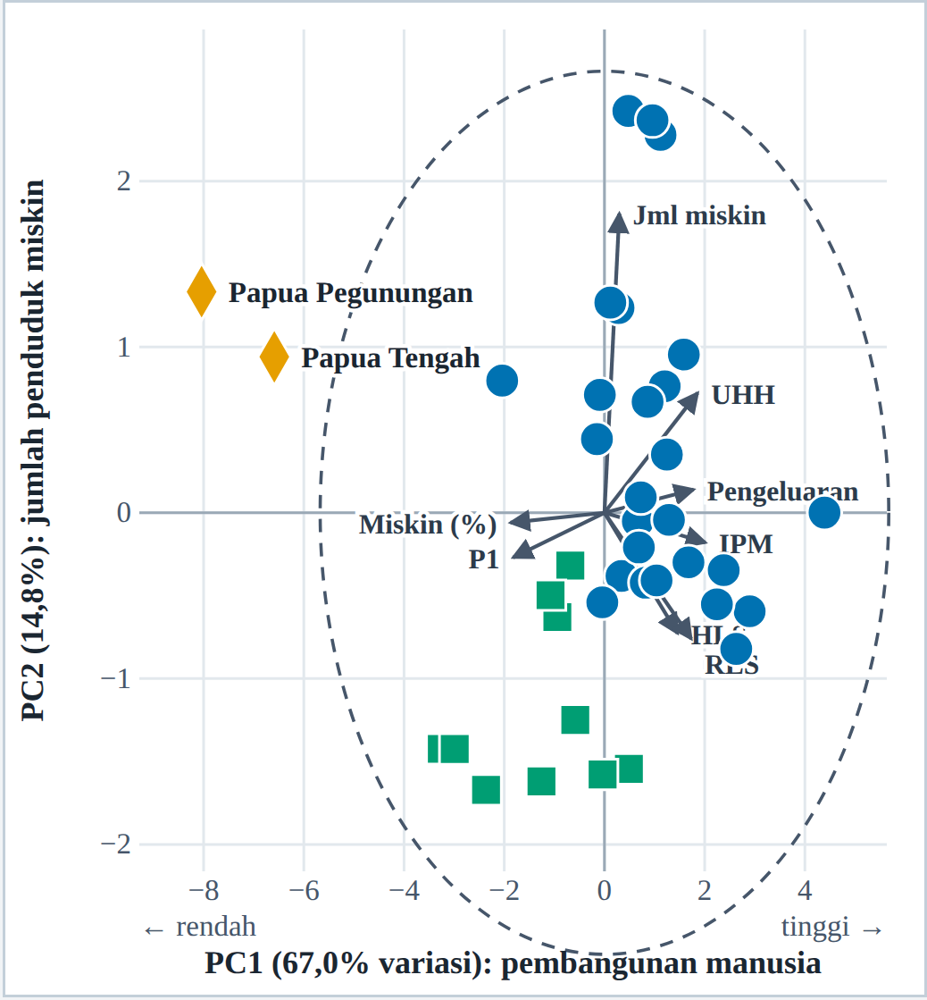 PC2 (14,8%): jumlah penduduk miskin
2
1
0
−1
−2
Jml miskin
Papua Pegunungan
Papua Tengah
UHH
Pengeluaran
Miskin (%)
IPM
P1
RLS
−8 −6 −4 −2 0 2 4
← rendah tinggi →
PC1 (67,0% variasi): pembangunan manusia